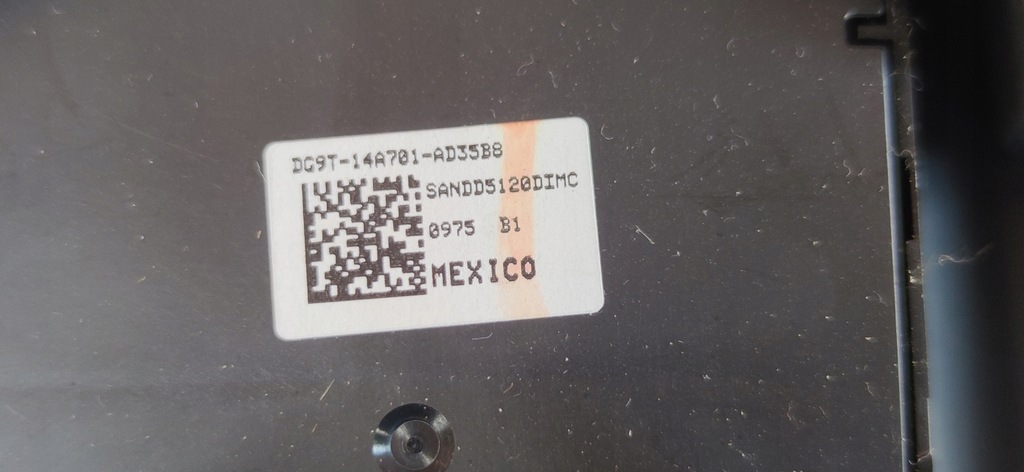 DG9T-14A701-AD35B8
SANDD5120DIMC
0975 B1
MEXICO